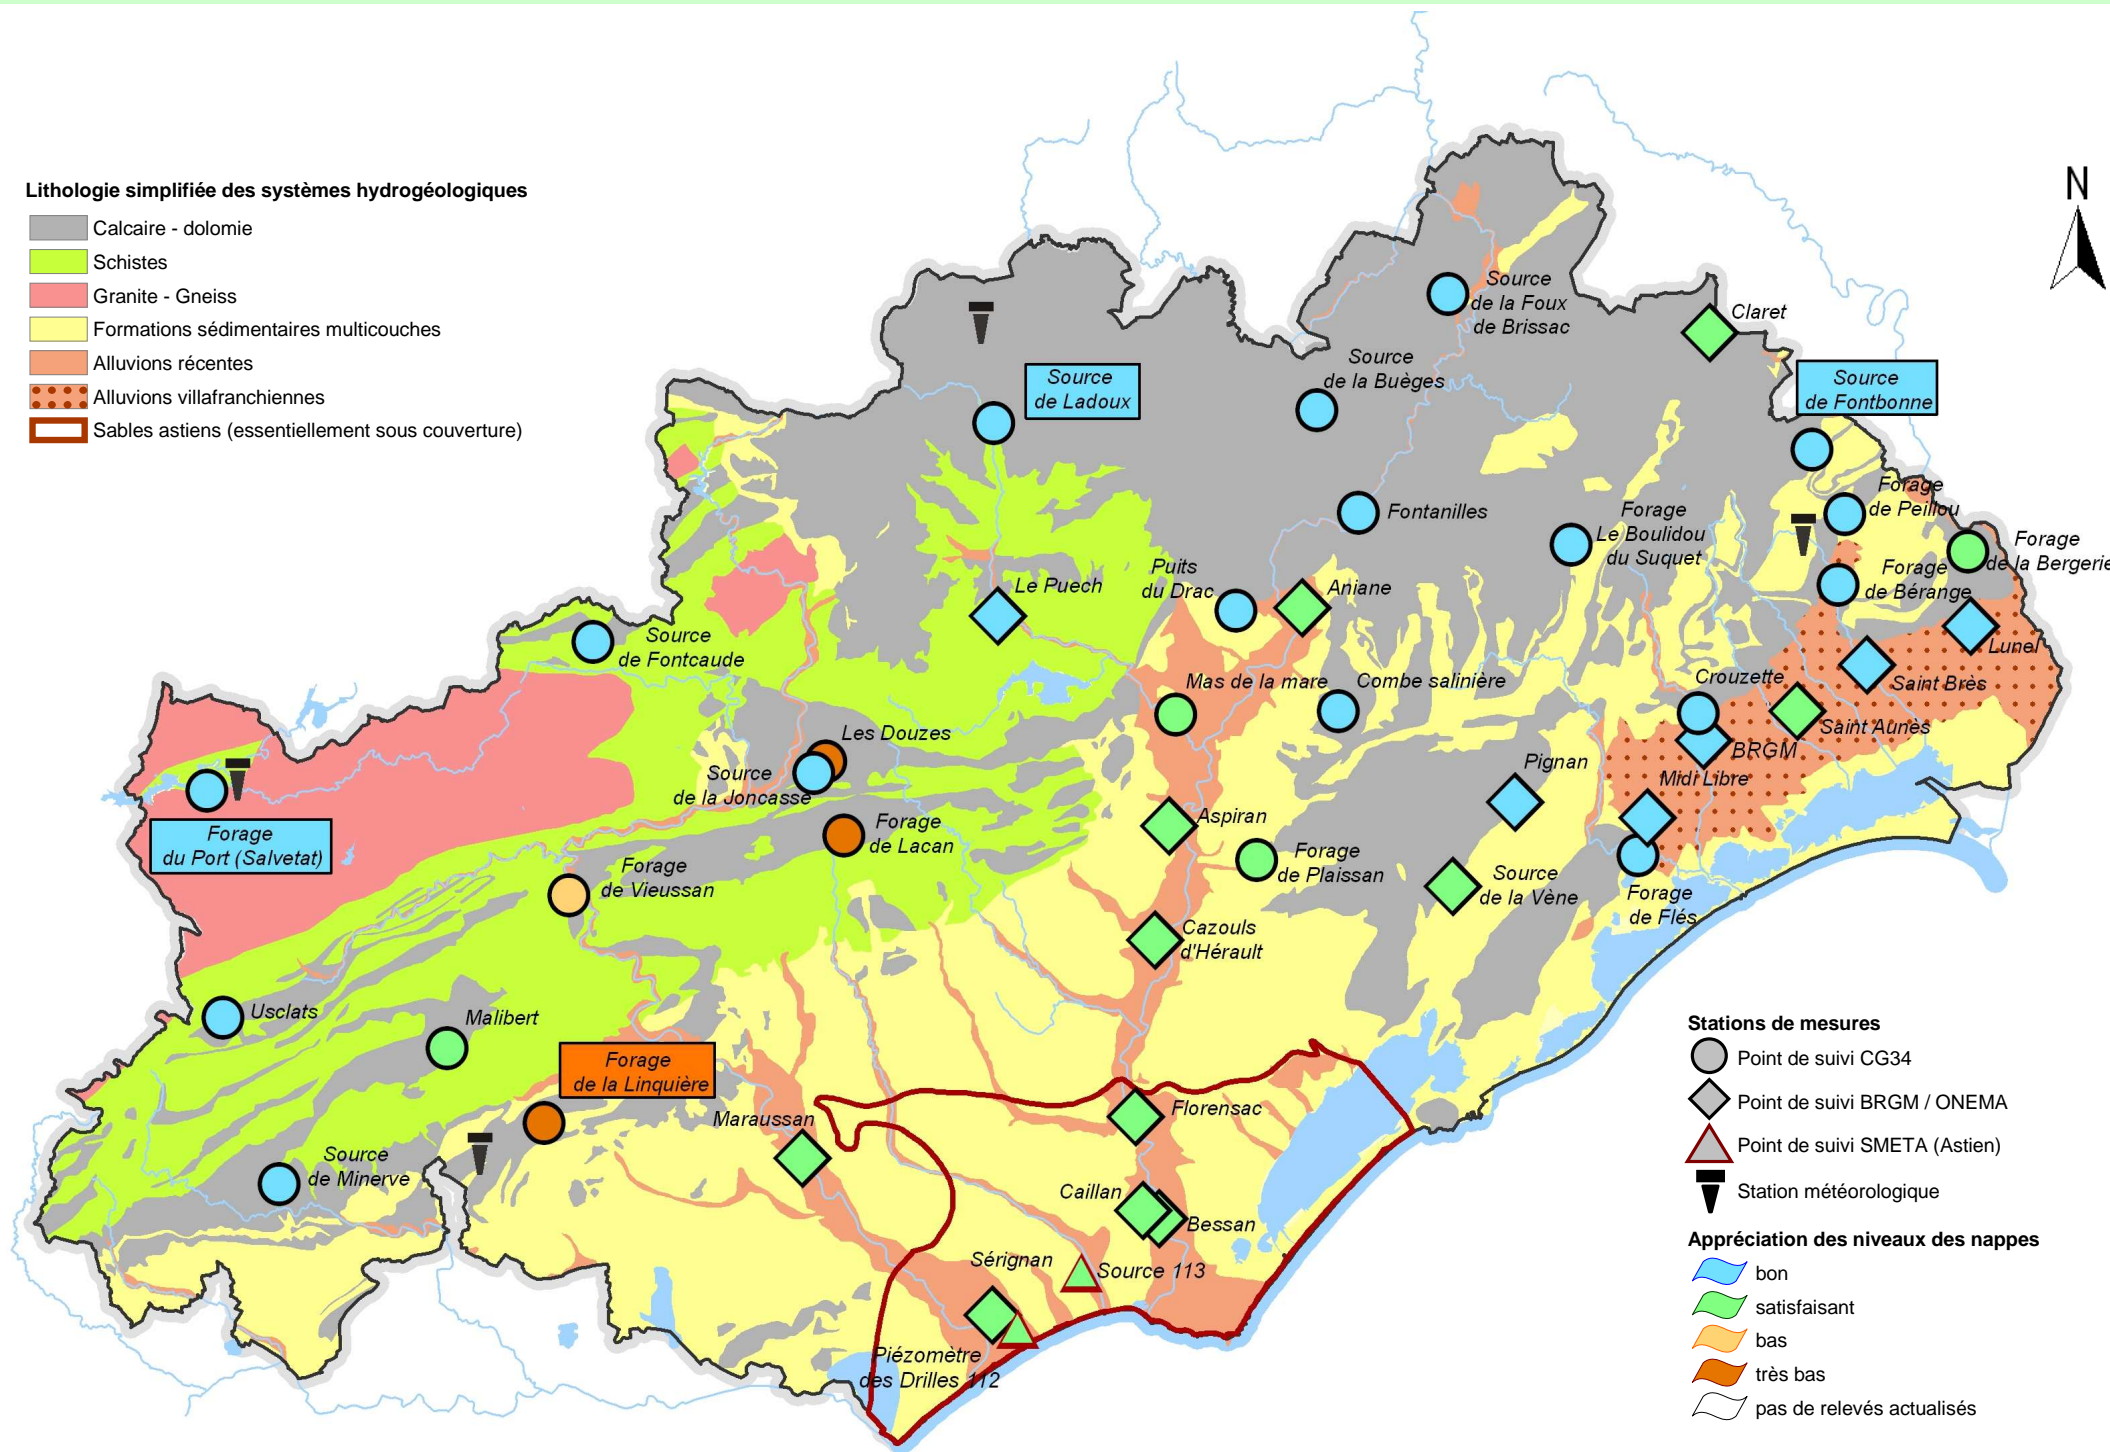 Lithologie simplifiée des systèmes hydrogéologiques
Calcaire - dolomie
Schistes
Granite - Gneiss
Formations sédimentaires multicouches
Alluvions récentes
Alluvions villafranchiennes
Sables astiens (essentiellement sous couverture)
N
Source
de la Foux
de Brissac
Claret
Source
de la Buèges
Source
de Ladoux
Source
de Fontbonne
Forage
de Peillou
Fontanilles
Forage
Le Boulidou
du Suquet
Forage
de la Bergerie
Forage
de Bérange
Puits
du Drac
Aniane
Le Puech
Source
de Fontcaude
Lunel
Saint Brès
Mas de la mare
Combe salinière
Crouzette
Saint Aunès
BRGM
Les Douzes
Source
de la Joncasse
Pignan
Midi Libre
Forage
du Port (Salvetat)
Forage
de Lacan
Aspiran
Forage
de Plaissan
Forage
de Vieussan
Source
de la Vène
Forage
de Flés
Cazouls
d'Hérault
Usclats
Malibert
Forage
de la Linquière
Maraussan
Florensac
Source
de Minerve
Caillan
Bessan
Sérignan
Source 113
Piézomètre
des Drilles 112
Stations de mesures
Point de suivi CG34
Point de suivi BRGM / ONEMA
Point de suivi SMETA (Astien)
Station météorologique
Appréciation des niveaux des nappes
bon
satisfaisant
bas
très bas
pas de relevés actualisés